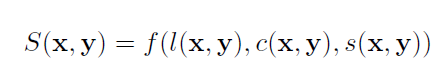 S(x, y) = f(l(x, y), c(x, y), s(x, y))